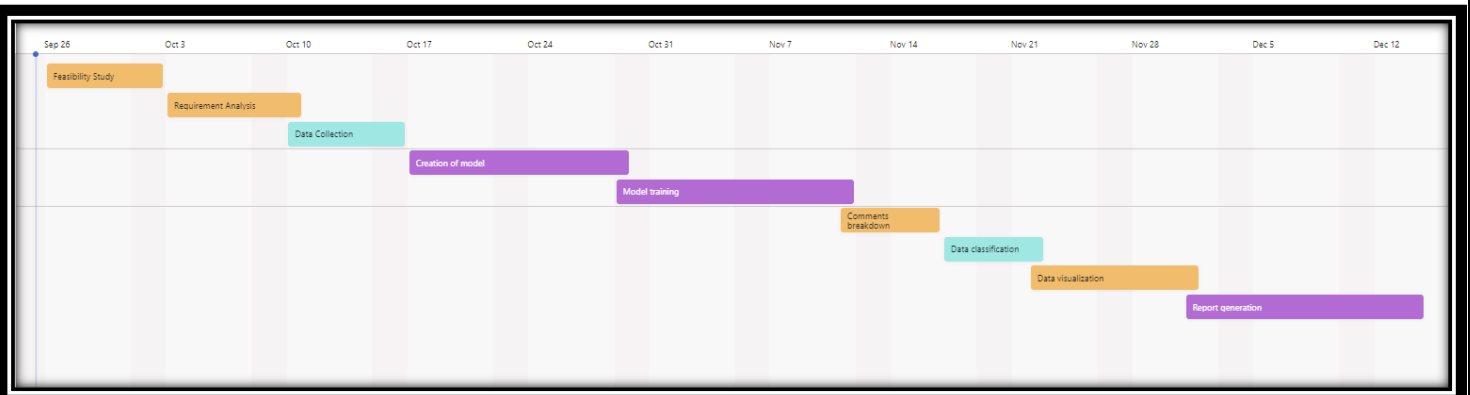 Sep 26 Oct 3 Oct 10 Oct 17 Oct 24 Oct 31 Nov 7 Nov 14 Nov 21 Nov 28 Dec 5 Dec 12
Feasibility Study
Requirement Analysis
Data Collection
Creation of model
Model training
Comments
breakdown
Data classification
Data visualization
Report generation